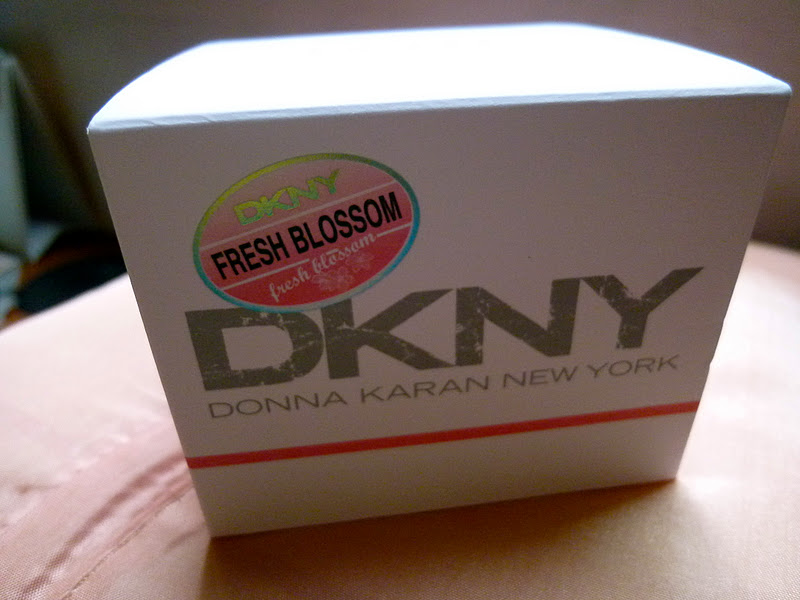 DKNY
FRESH BLOSSOM
fresh blossom
DKNY
DONNA KARAN NEW YORK